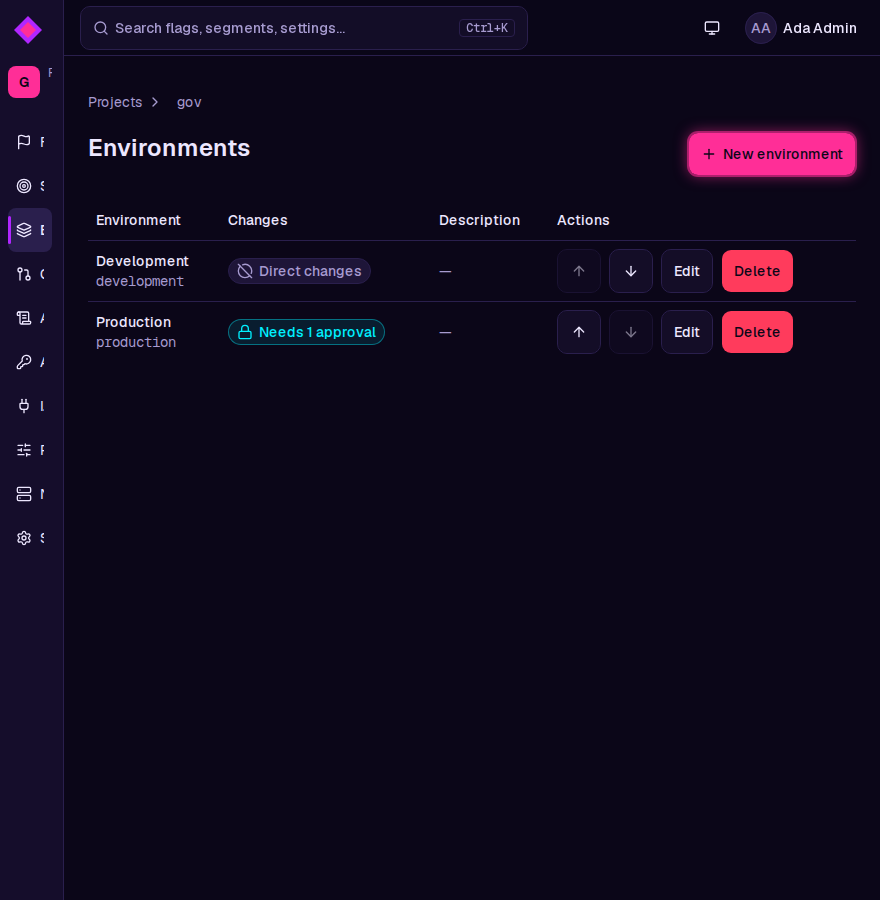 Search flags, segments, settings...
Ctrl+K
AA
Ada Admin
G
Projects
gov
Environments
New environment
Environment
Changes
Description
Actions
Development
development
Direct changes
—
Edit
Delete
Production
production
Needs 1 approval
—
Edit
Delete